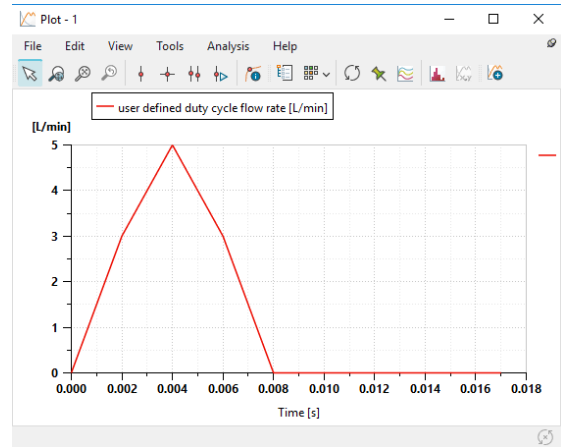 Plot - 1
File Edit View Tools Analysis Help
user defined duty cycle flow rate [L/min]
[L/min]
5
4
3
2
1
0
0.000 0.002 0.004 0.006 0.008 0.010 0.012 0.014 0.016 0.018
Time [s]